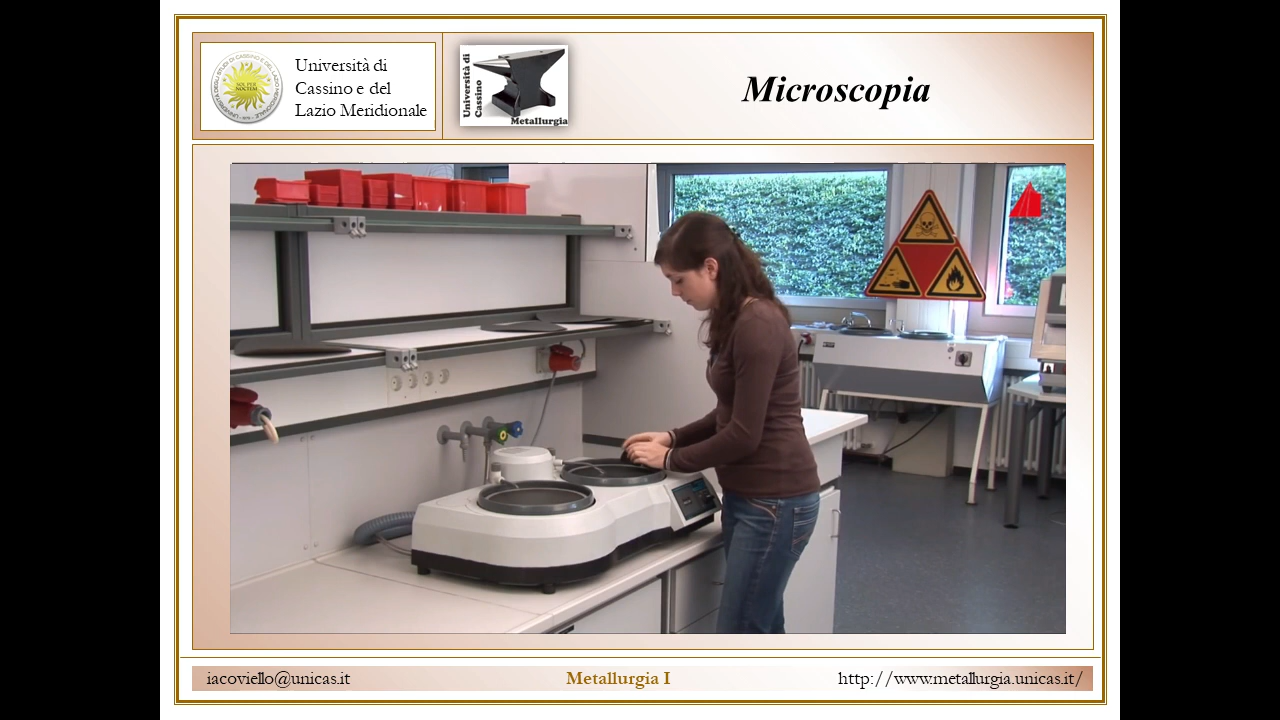 Università di
Cassino e del
Lazio Meridionale
Università di
Cassino
Metallurgia
Microscopia
iacoviello@unicas.it
Metallurgia I
http://www.metallurgia.unicas.it/